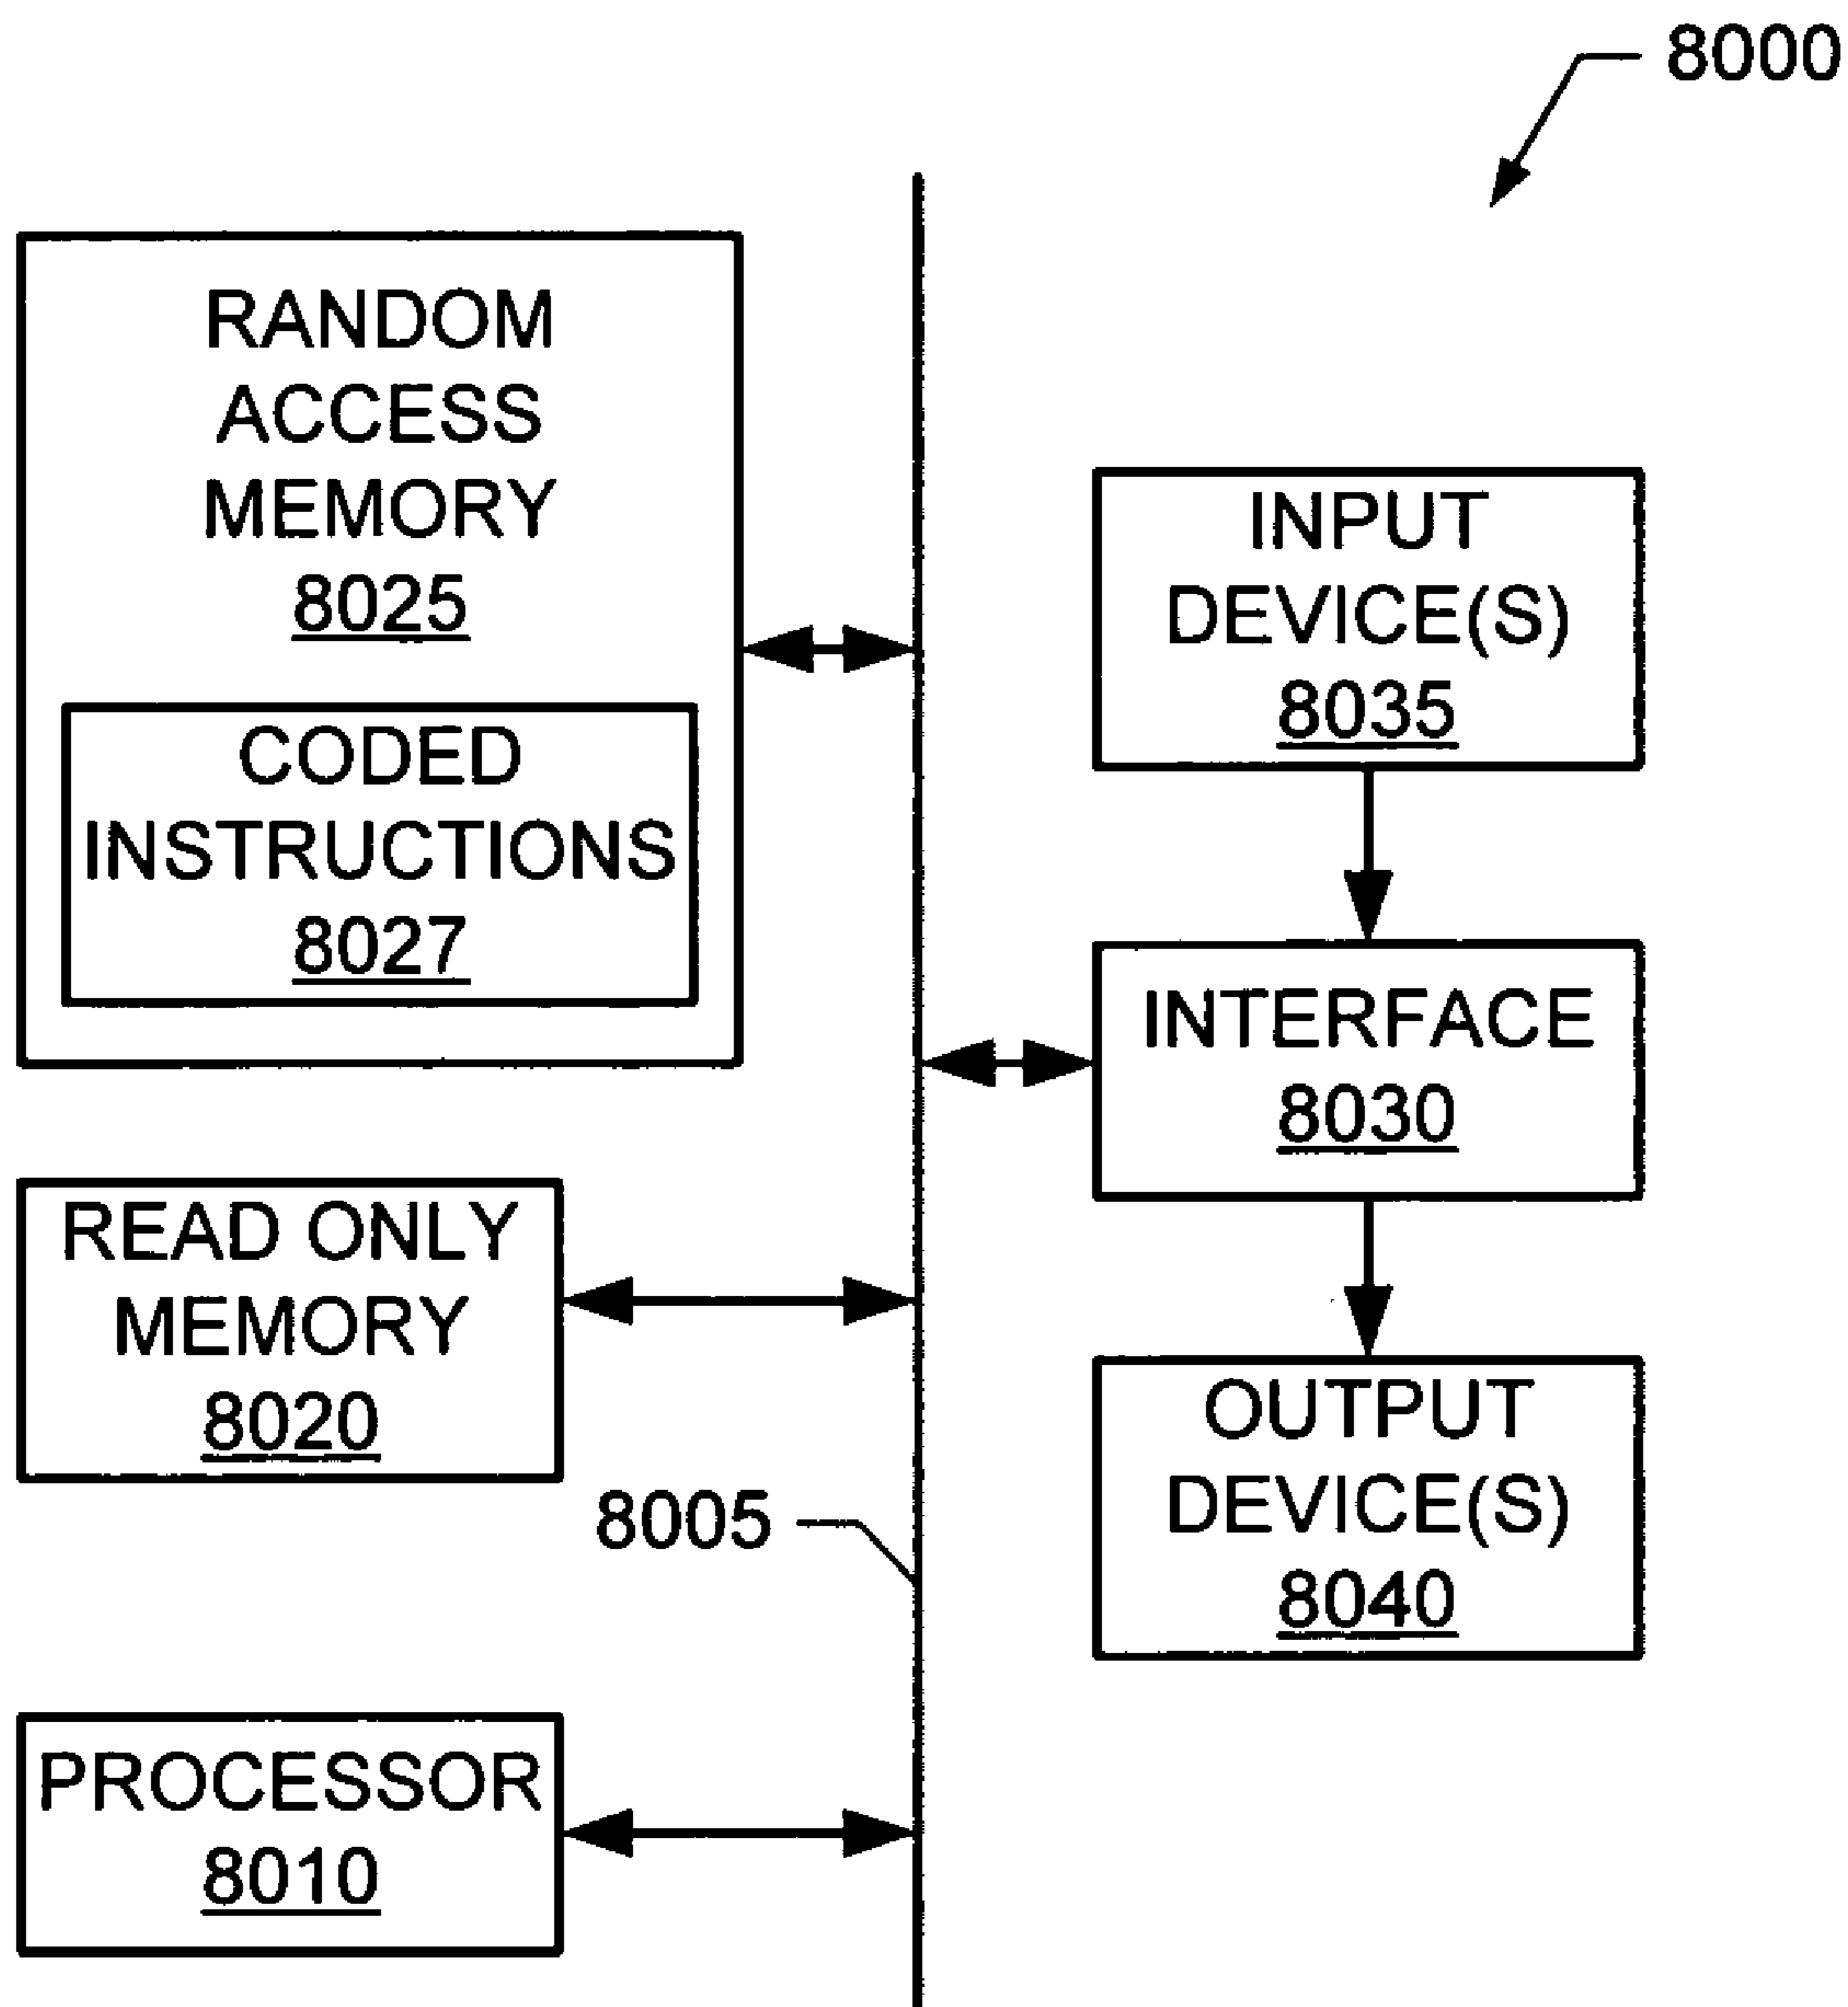 8000
RANDOM
ACCESS
MEMORY
8025
CODED
INSTRUCTIONS
8027
READ ONLY
MEMORY
8020
8005
PROCESSOR
8010
INPUT
DEVICE(S)
8035
INTERFACE
8030
OUTPUT
DEVICE(S)
8040